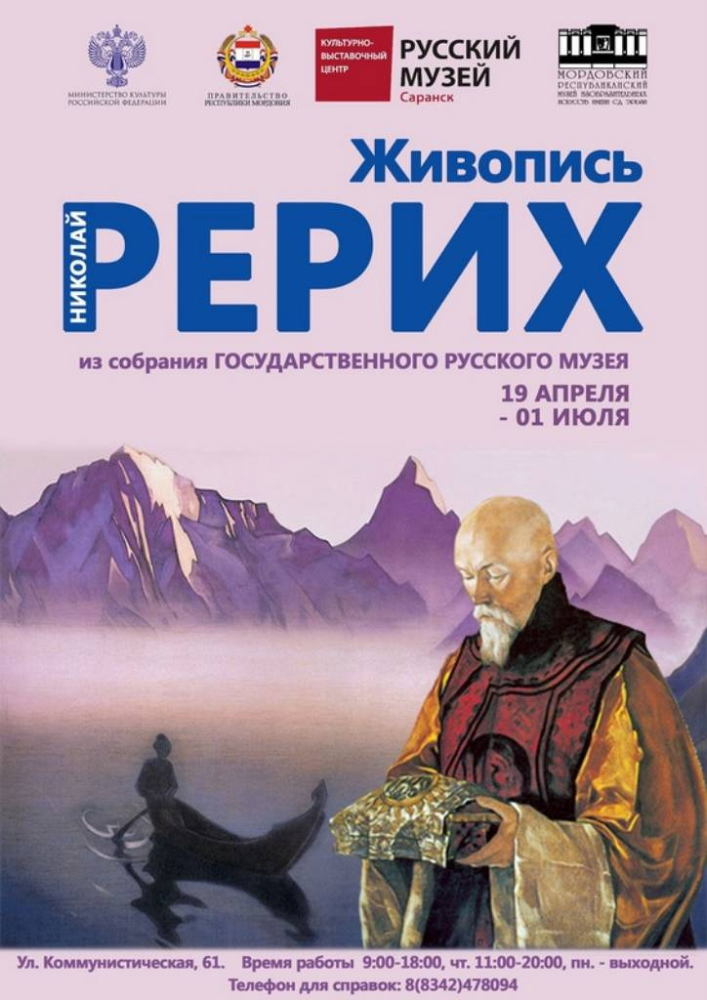 МИНИСТЕРСТВО КУЛЬТУРЫ
РОССИЙСКОЙ ФЕДЕРАЦИИ
ПРАВИТЕЛЬСТВО
РЕСПУБЛИКИ МОРДОВИЯ
КУЛЬТУРНО-
ВЫСТАВОЧНЫЙ
ЦЕНТР
РУССКИЙ
МУЗЕЙ
Саранск
МОРДОВСКИЙ
РЕСПУБЛИКАНСКИЙ
МУЗЕЙ ИЗОБРАЗИТЕЛЬНЫХ
ИСКУССТВ ИМЕНИ С.Д. ЭРЬЗИ
Живопись
НИКОЛАЙ
РЕРИХ
из собрания ГОСУДАРСТВЕННОГО РУССКОГО МУЗЕЯ
19 АПРЕЛЯ
- 01 ИЮЛЯ
Ул. Коммунистическая, 61. Время работы 9:00-18:00, чт. 11:00-20:00, пн. - выходной.
Телефон для справок: 8(8342)478094